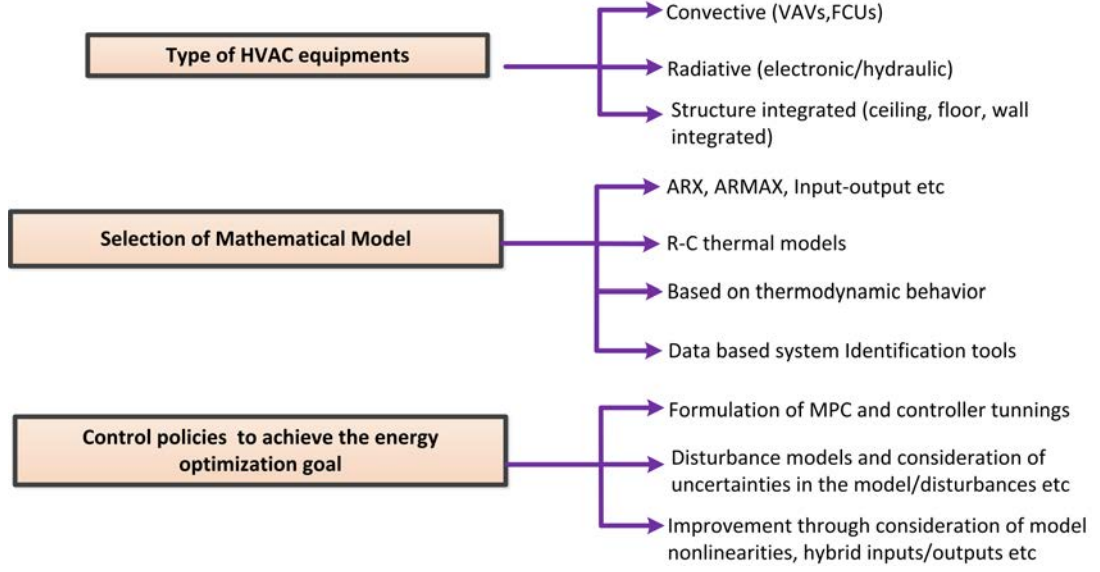 Type of HVAC equipments
Convective (VAVs,FCUs)
Radiative (electronic/hydraulic)
Structure integrated (ceiling, floor, wall
integrated)
Selection of Mathematical Model
ARX, ARMAX, Input-output etc
R-C thermal models
Based on thermodynamic behavior
Data based system Identification tools
Control policies to achieve the energy
optimization goal
Formulation of MPC and controller tunnings
Disturbance models and consideration of
uncertainties in the model/disturbances etc
Improvement through consideration of model
nonlinearities, hybrid inputs/outputs etc